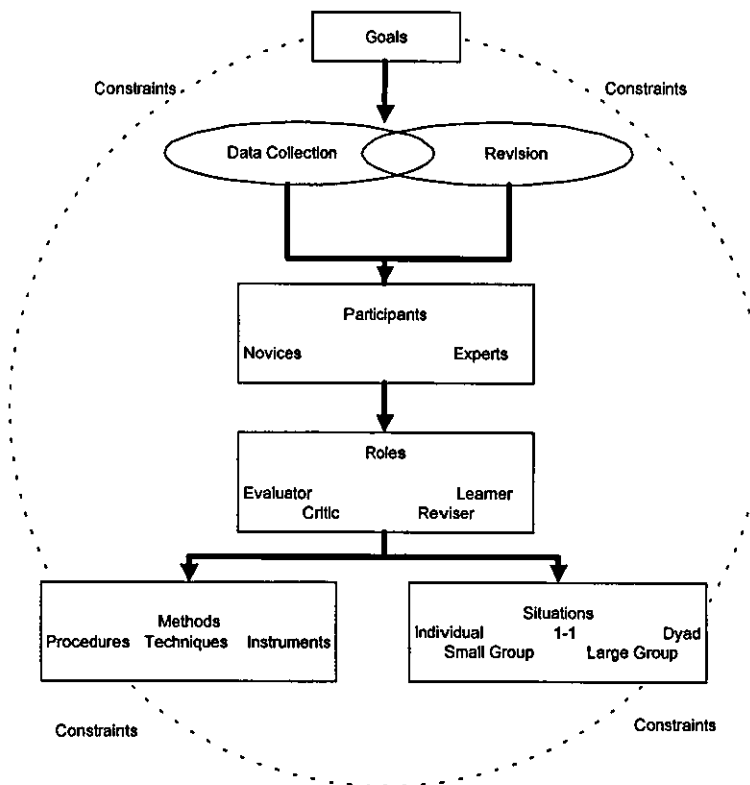 Goals
Constraints Constraints
Data Collection Revision
Participants
Novices Experts
Roles
Evaluator Learner
Critic Reviser
Methods
Procedures Techniques Instruments
Situations
Individual 1-1 Dyad
Small Group Large Group
Constraints
Constraints